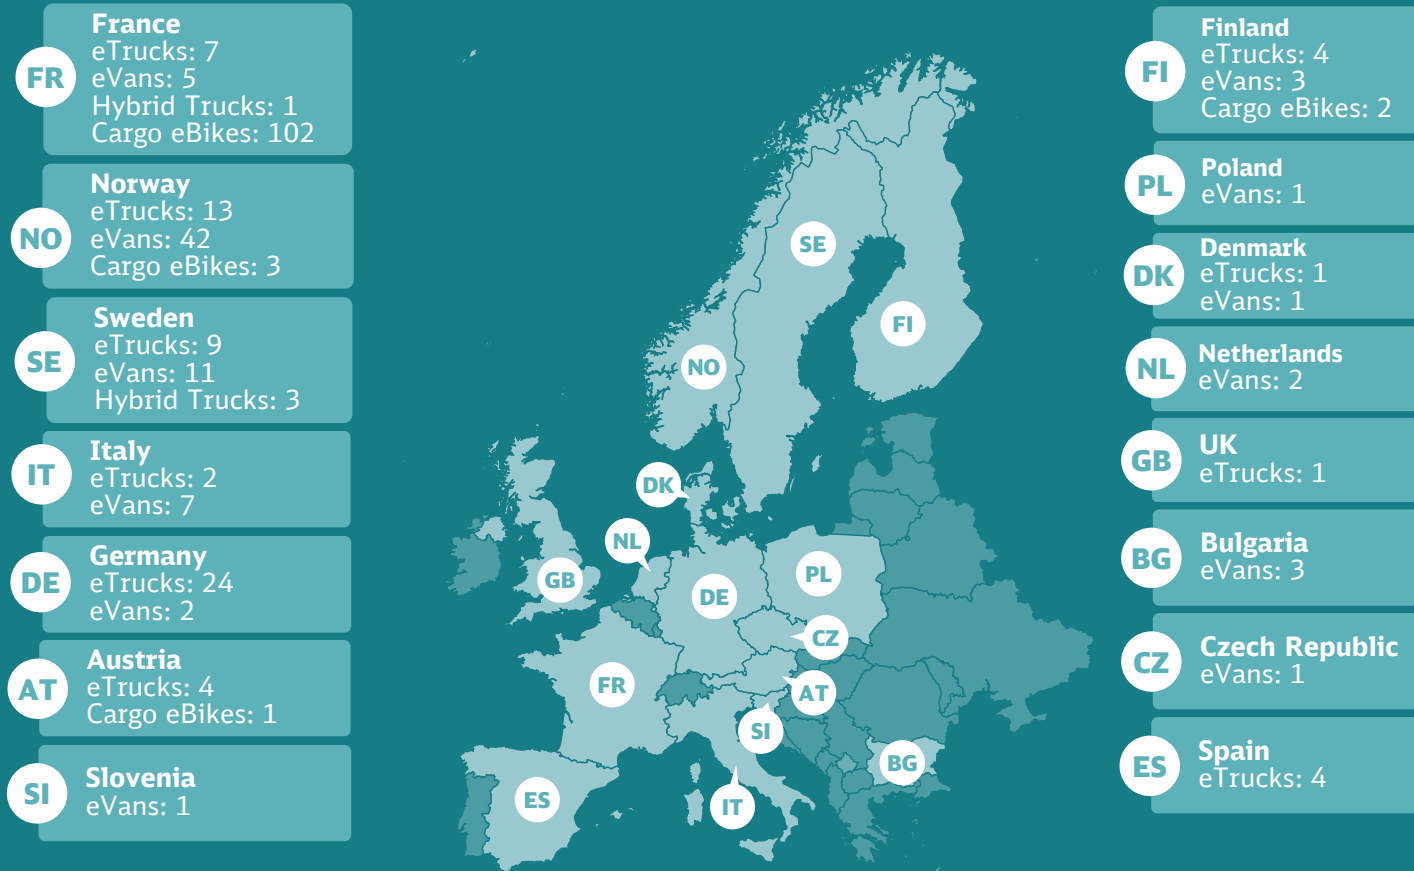 FR
France
eTrucks: 7
eVans: 5
Hybrid Trucks: 1
Cargo eBikes: 102
NO
Norway
eTrucks: 13
eVans: 42
Cargo eBikes: 3
SE
Sweden
eTrucks: 9
eVans: 11
Hybrid Trucks: 3
IT
Italy
eTrucks: 2
eVans: 7
DE
Germany
eTrucks: 24
eVans: 2
AT
Austria
eTrucks: 4
Cargo eBikes: 1
SI
Slovenia
eVans: 1
SE
FI
NO
DK
NL
GB
DE
PL
CZ
FR
AT
SI
BG
ES
IT
FI
Finland
eTrucks: 4
eVans: 3
Cargo eBikes: 2
PL
Poland
eVans: 1
DK
Denmark
eTrucks: 1
eVans: 1
NL
Netherlands
eVans: 2
GB
UK
eTrucks: 1
BG
Bulgaria
eVans: 3
CZ
Czech Republic
eVans: 1
ES
Spain
eTrucks: 4